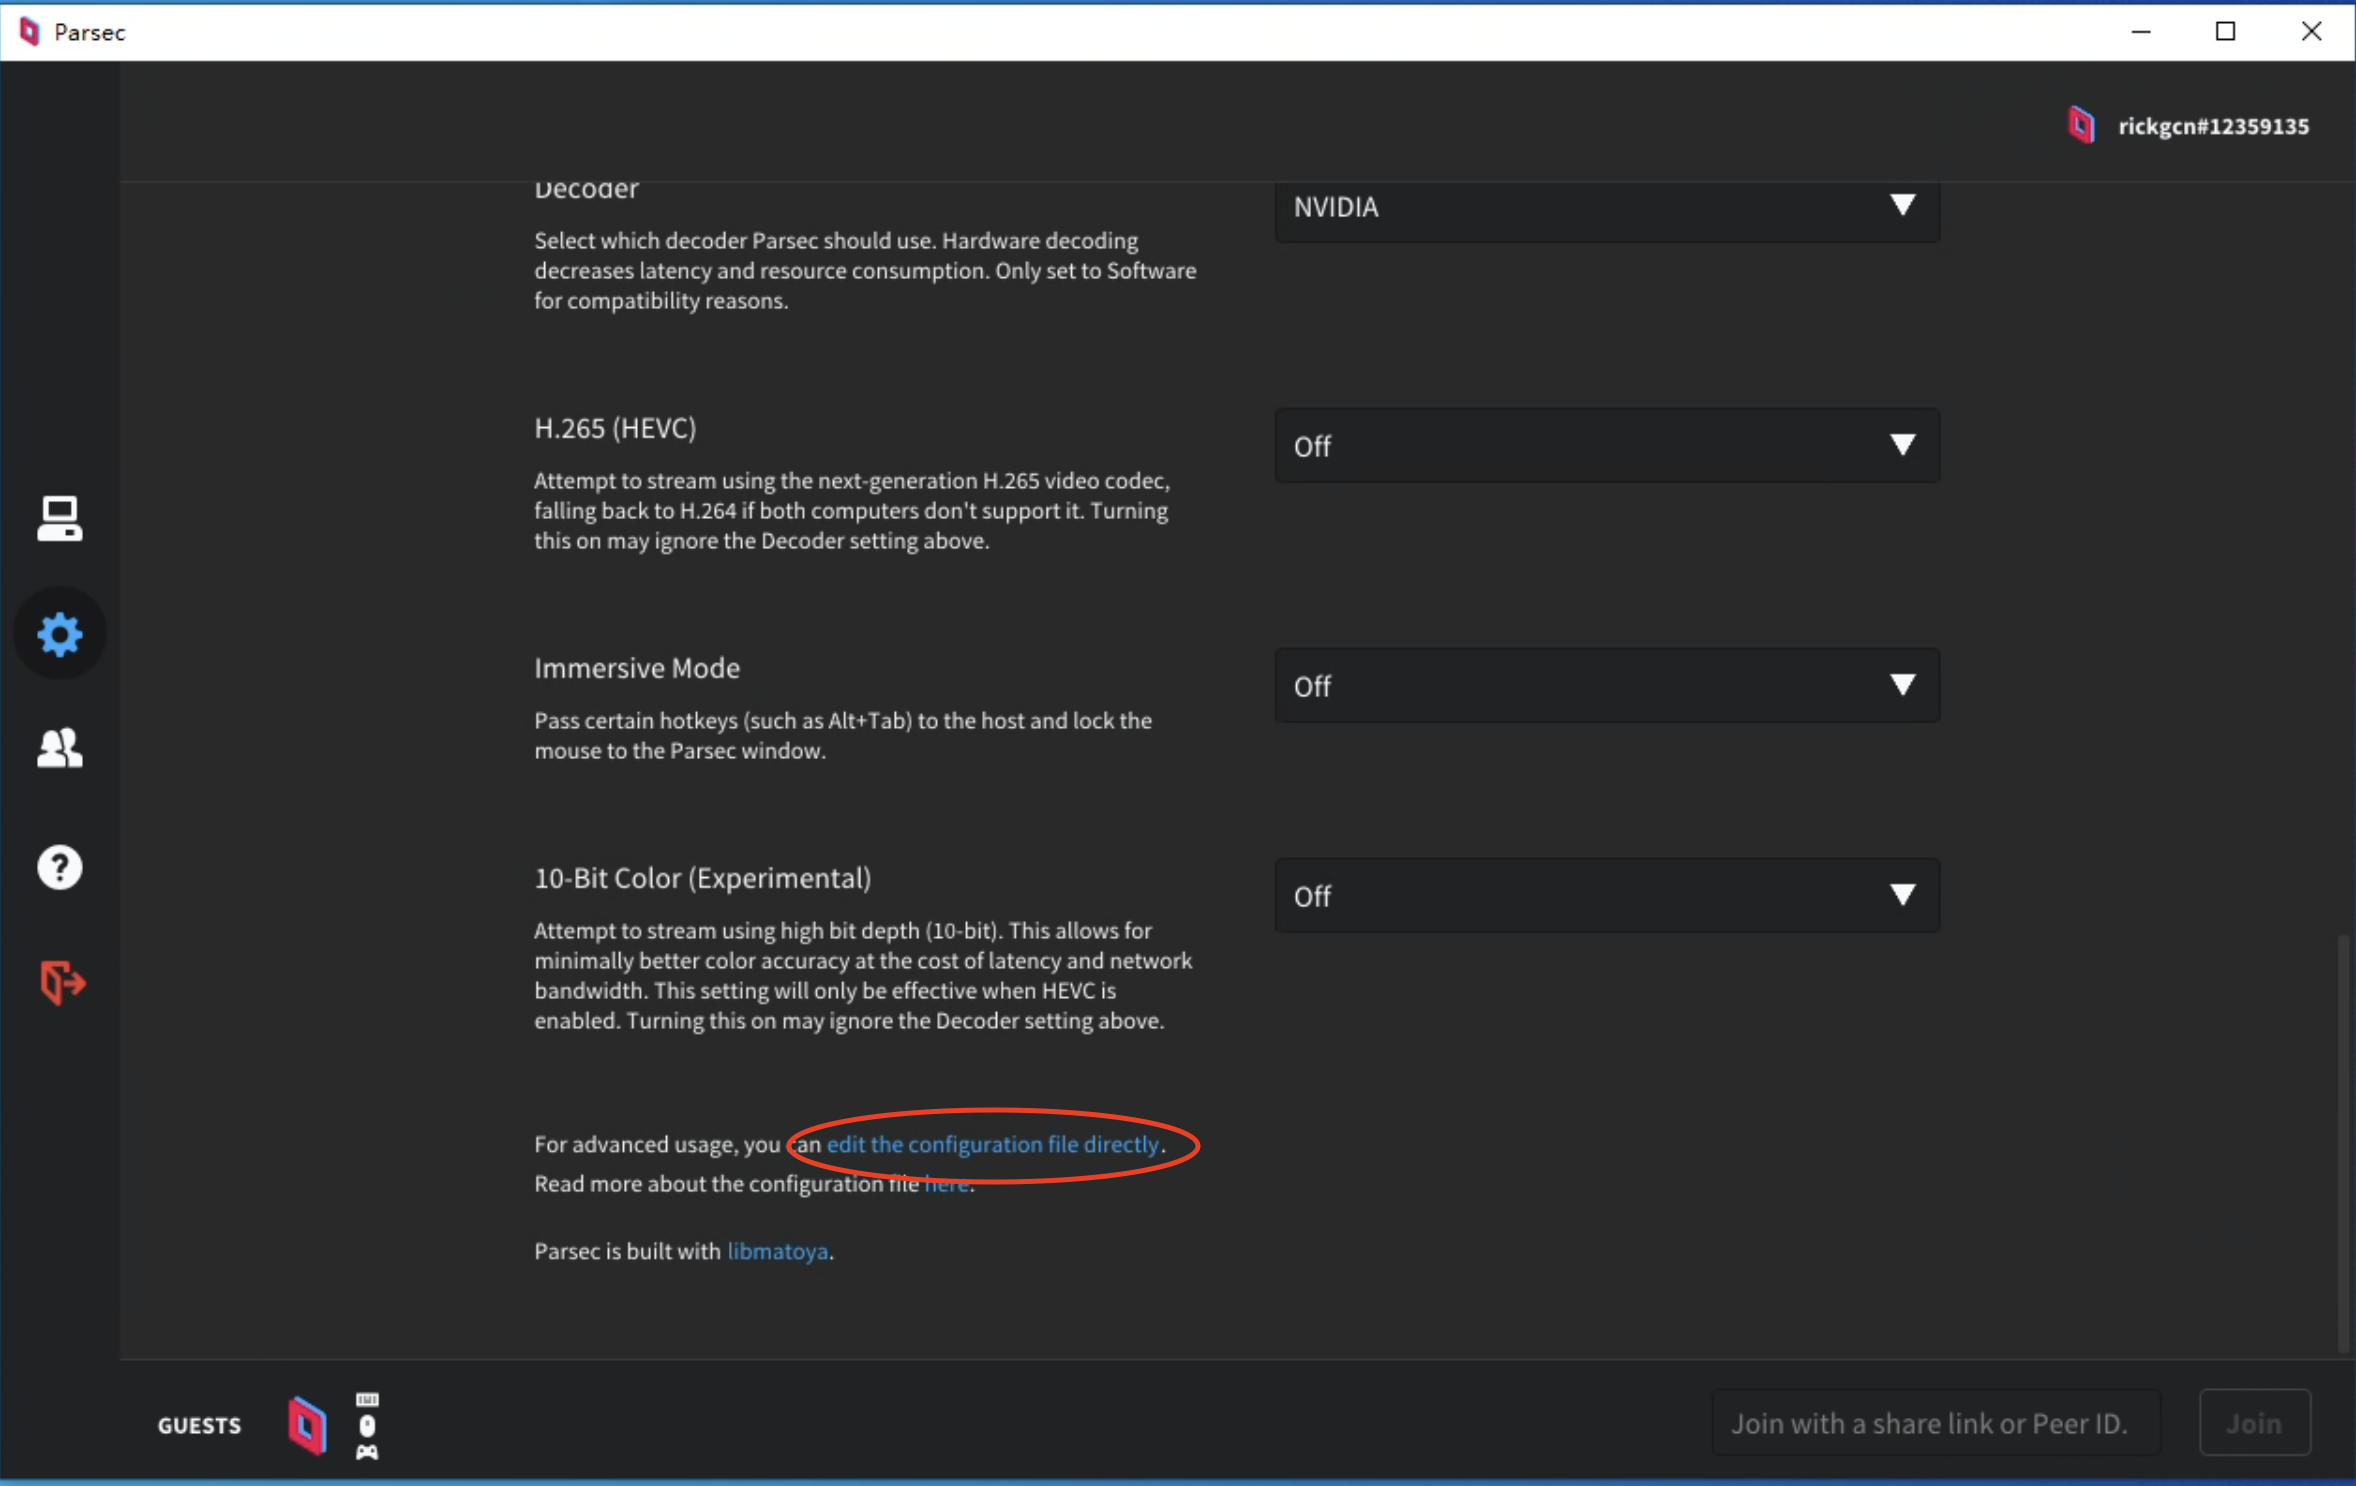 Parsec
rickgcn#12359135
Decoder
NVIDIA
Select which decoder Parsec should use. Hardware decoding
decreases latency and resource consumption. Only set to Software
for compatibility reasons.
H.265 (HEVC)
Off
Attempt to stream using the next-generation H.265 video codec,
falling back to H.264 if both computers don't support it. Turning
this on may ignore the Decoder setting above.
Immersive Mode
Off
Pass certain hotkeys (such as Alt+Tab) to the host and lock the
mouse to the Parsec window.
10-Bit Color (Experimental)
Off
Attempt to stream using high bit depth (10-bit). This allows for
minimally better color accuracy at the cost of latency and network
bandwidth. This setting will only be effective when HEVC is
enabled. Turning this on may ignore the Decoder setting above.
For advanced usage, you can edit the configuration file directly.
Read more about the configuration file here.
Parsec is built with libmatoya.
GUESTS
Join with a share link or Peer ID.
Join